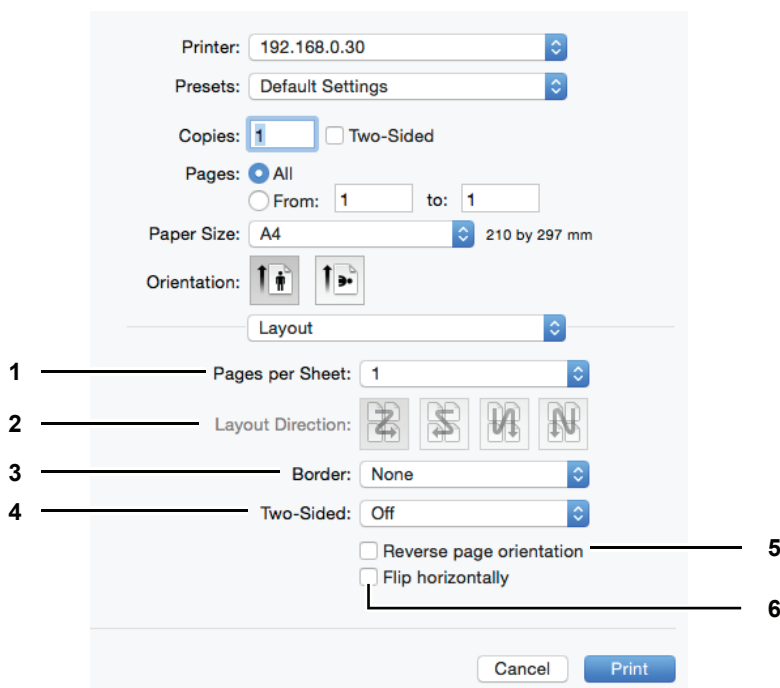 Printer: 192.168.0.30
Presets: Default Settings
Copies: 1 Two-Sided
Pages: All
From: 1 to: 1
Paper Size: A4 210 by 297 mm
Orientation:
Layout
1 Pages per Sheet: 1
2 Layout Direction:
3 Border: None
4 Two-Sided: Off
Reverse page orientation 5
Flip horizontally
6
Cancel Print